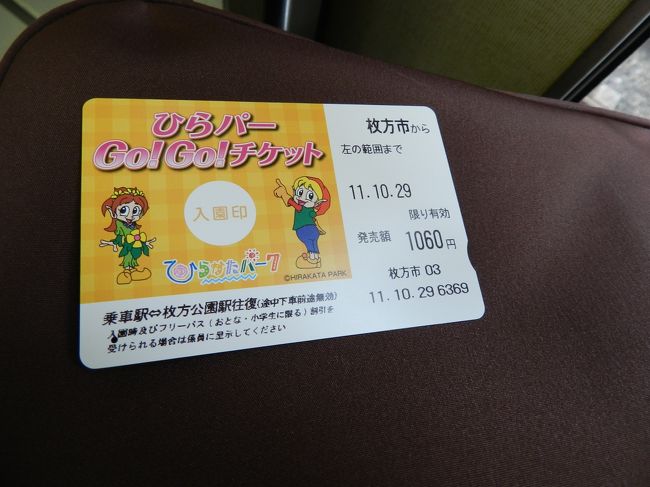 ひらパー
Go!Go!チケット
入園印
ひらかたパーク
©HIRAKATA PARK
乗車駅⇔枚方公園駅往復(途中下車前途無効)
入園時及びフリーパス(おとな・小学生に限る)割引を
受けられる場合は係員に呈示してください
枚方市から
左の範囲まで
11.10.29
限り有効
発売額 1060円
枚方市 03
11.10.29 6369